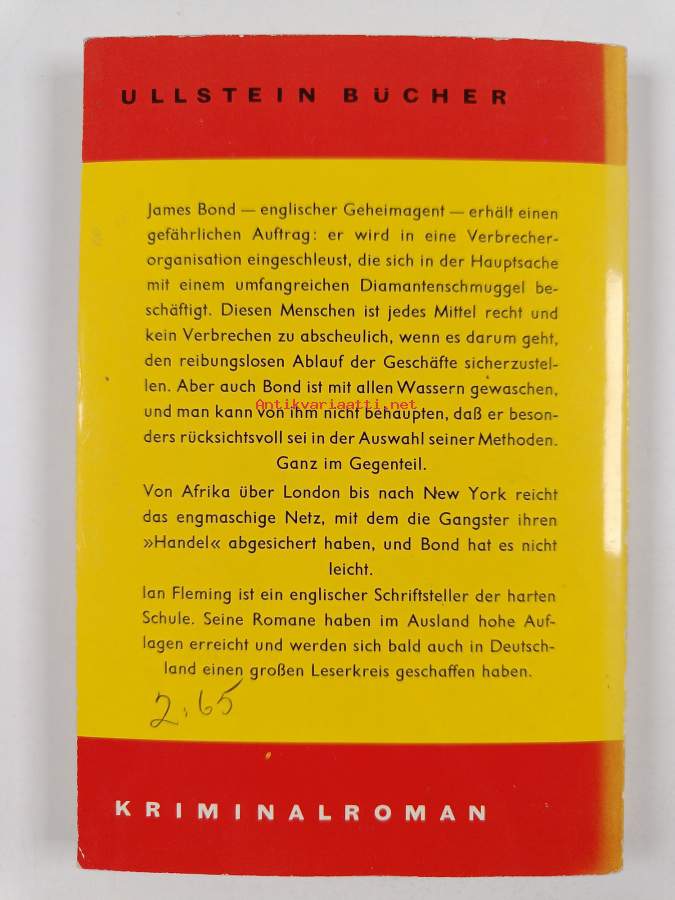 ULLSTEIN BÜCHER
James Bond — englischer Geheimagent — erhält einen
gefährlichen Auftrag: er wird in eine Verbrecher-
organisation eingeschleust, die sich in der Hauptsache
mit einem umfangreichen Diamantenschmuggel be-
schäftigt. Diesen Menschen ist jedes Mittel recht und
kein Verbrechen zu abscheulich, wenn es darum geht,
den reibungslosen Ablauf der Geschäfte sicherzustel-
len. Aber auch Bond ist mit allen Wassern gewaschen,
Antikvariaatti.net
und man kann von ihm nicht behaupten, daß er beson-
ders rücksichtsvoll sei in der Auswahl seiner Methoden.
Ganz im Gegenteil.
Von Afrika über London bis nach New York reicht
das engmaschige Netz, mit dem die Gangster ihren
»Handel« abgesichert haben, und Bond hat es nicht
leicht.
Ian Fleming ist ein englischer Schriftsteller der harten
Schule. Seine Romane haben im Ausland hohe Auf-
lagen erreicht und werden sich bald auch in Deutsch-
land einen großen Leserkreis geschaffen haben.
2.65
KRIMINALROMAN